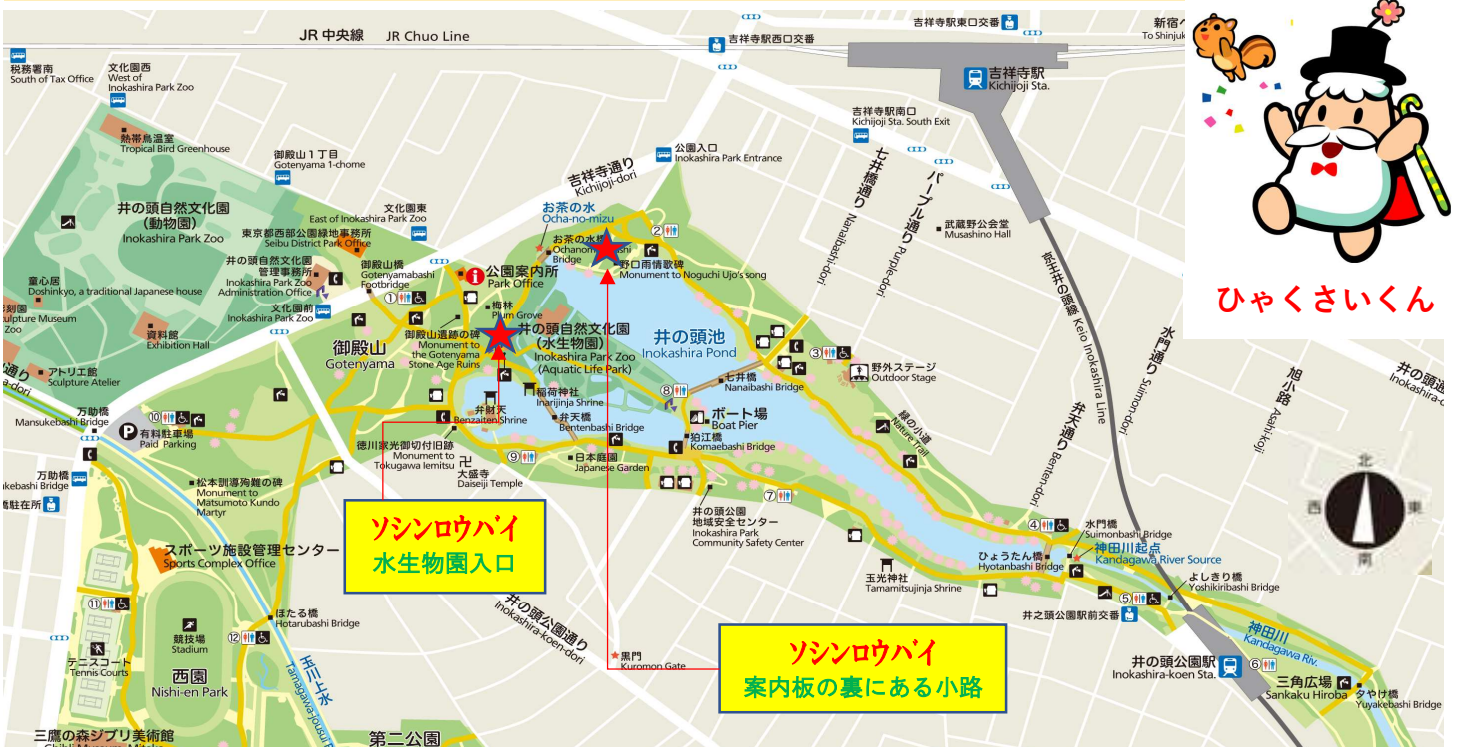 JR 中央線 JR Chuo Line
吉祥寺駅東口交番
吉祥寺駅西口交番
新宿へ
To Shinjuk
税務署南
South of Tax Office
文化園西
West of
Inokashira Park Zoo
吉祥寺駅
Kichijoji Sta.
吉祥寺駅南口
Kichijoji Sta. South Exit
熱帯鳥温室
Tropical Bird Greenhouse
御殿山1丁目
Gotenyama 1-chome
公園入口
Inokashira Park Entrance
吉祥寺通り
Kichijoji-dori
七井橋通り Nanaibashi-dori
パープル通り Purple-dori
武蔵野公会堂
Musashino Hall
井の頭自然文化園
(動物園)
Inokashira Park Zoo
文化園東
East of Inokashira Park Zoo
東京都西部公園緑地事務所
Seibu District Park Office
お茶の水
Ocha-no-mizu
お茶の水橋
Bridge
②
野口雨情歌碑
Monument to Noguchi Ujo's song
井の頭自然文化園
管理事務所
Inokashira Park Zoo
Administration Office
御殿山橋
Gotenyamabashi
Footbridge
公園案内所
Park Office
童心居
Doshinkyo, a traditional Japanese house
彫刻館
ulpture Museum
Zoo
資料館
Exhibition Hall
文化園前
Inokashira Park Zoo
①
梅林
Plum Grove
御殿山遺跡の碑
Monument to
the Gotenyama
Stone Age Ruins
御殿山
Gotenyama
井の頭自然文化園
(水生物園)
Inokashira Park Zoo
(Aquatic Life Park)
井の頭池
Inokashira Pond
京王井の頭線 Keio Inokashira Line
水門通り Suimon-dori
旭小路 Asahi-koji
ひゃくさいくん
アトリエ館
Sculpture Atelier
③
野外ステージ
Outdoor Stage
七井橋
Nanaibashi Bridge
⑧
ボート場
Boat Pier
狛江橋
Komaebashi Bridge
緑の小道
Nature Trail
弁天通り Benten-dori
稲荷神社
Inarijinja Shrine
弁財天
Benzaiten Shrine
弁天橋
Bentenbashi Bridge
万助橋
Mansukebashi Bridge
⑩
有料駐車場
Paid Parking
徳川家光御切付旧跡
Monument to
Tokugawa Iemitsu
大盛寺
Daiseiji Temple
⑨
日本庭園
Japanese Garden
万助橋
ukebashi Bridge
橋駐在所
松本訓導殉難の碑
Monument to
Matsumoto Kundo
Martyr
⑦
井の頭公園
地域安全センター
Inokashira Park
Community Safety Center
ソシンロウバイ
水生物園入口
北
西
東
南
④
水門橋
Suimonbashi Bridge
ひょうたん橋
Hyotanbashi Bridge
神田川起点
Kandagawa River Source
スポーツ施設管理センター
Sports Complex Office
玉光神社
Tamamitsujinja Shrine
よしきり橋
Yoshikiribashi Bridge
⑤
井之頭公園駅前交番
⑪
競技場
Stadium
⑫
ほたる橋
Hotarubashi Bridge
井の頭公園通り
Inokashira-koen-dori
黒門
Kuromon Gate
ソシンロウバイ
案内板の裏にある小路
神田川
Kandagawa Riv.
井の頭公園駅
Inokashira-koen Sta.
⑥
三角広場
Sankaku Hiroba
夕やけ橋
Yuyakebashi Bridge
テニスコート
Tennis Courts
西園
Nishi-en Park
玉川上水
三鷹の森ジブリ美術館
第二公園